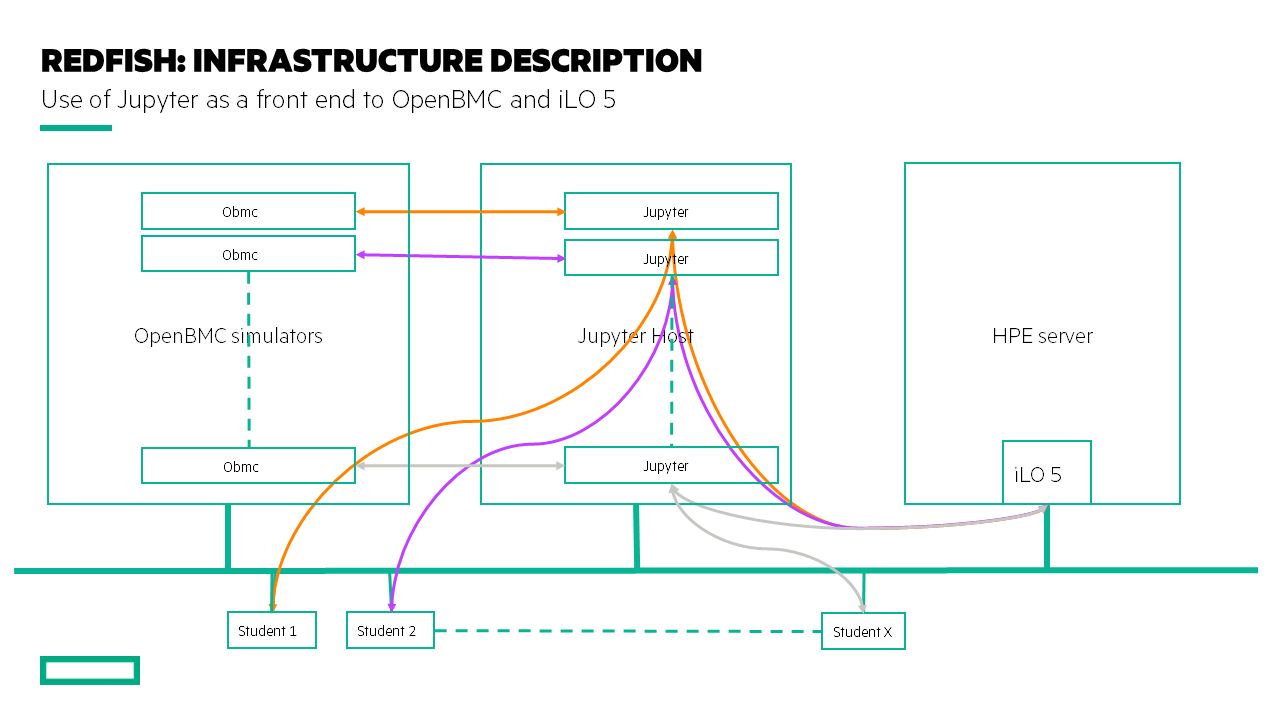 REDFISH: INFRASTRUCTURE DESCRIPTION
Use of Jupyter as a front end to OpenBMC and iLO 5
Obmc
Jupyter
Obmc
Jupyter
OpenBMC simulators
Jupyter Host
HPE server
Obmc
Jupyter
iLO 5
Student 1
Student 2
Student X